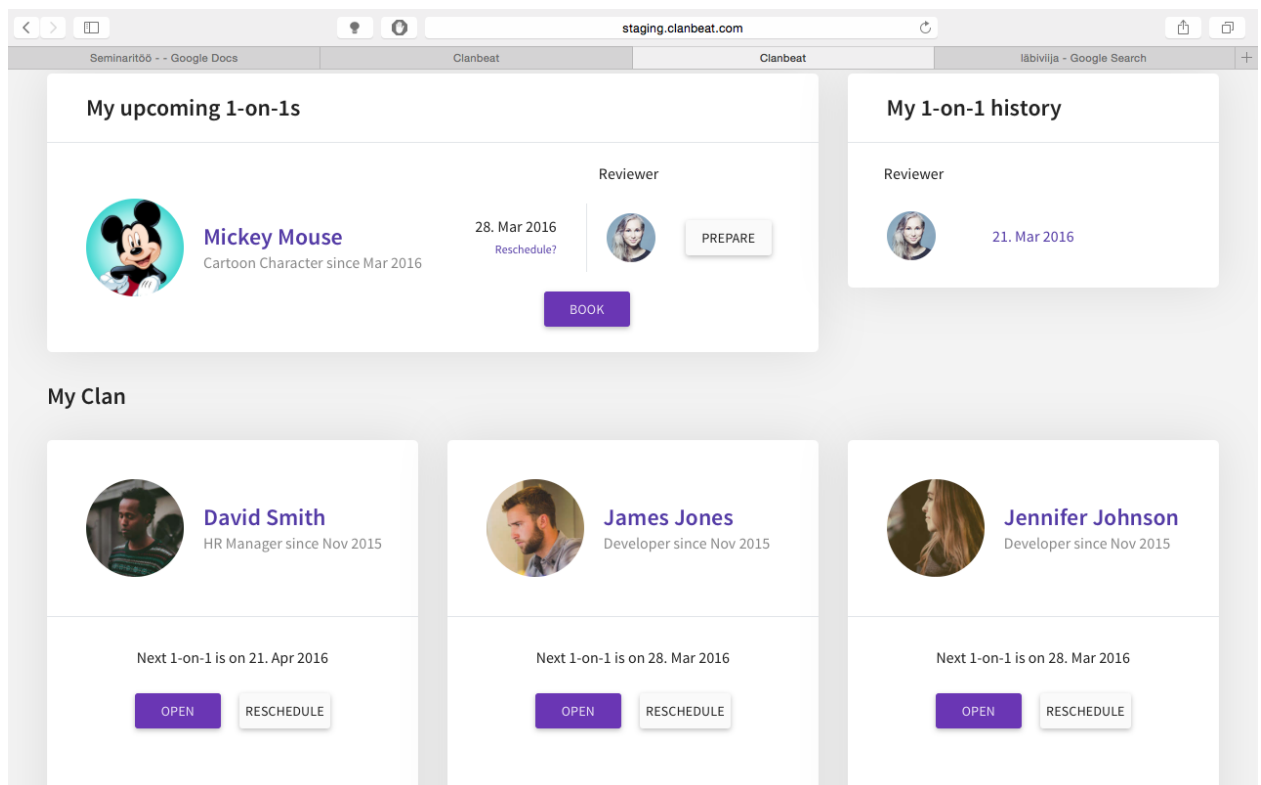 staging.clanbeat.com
Seminaritöö - - Google Docs
Clanbeat
Clanbeat
läbiviija - Google Search
My upcoming 1-on-1s
Reviewer
Mickey Mouse
Cartoon Character since Mar 2016
28. Mar 2016
Reschedule?
PREPARE
BOOK
My 1-on-1 history
Reviewer
21. Mar 2016
My Clan
David Smith
HR Manager since Nov 2015
Next 1-on-1 is on 21. Apr 2016
OPEN
RESCHEDULE
James Jones
Developer since Nov 2015
Next 1-on-1 is on 28. Mar 2016
OPEN
RESCHEDULE
Jennifer Johnson
Developer since Nov 2015
Next 1-on-1 is on 28. Mar 2016
OPEN
RESCHEDULE